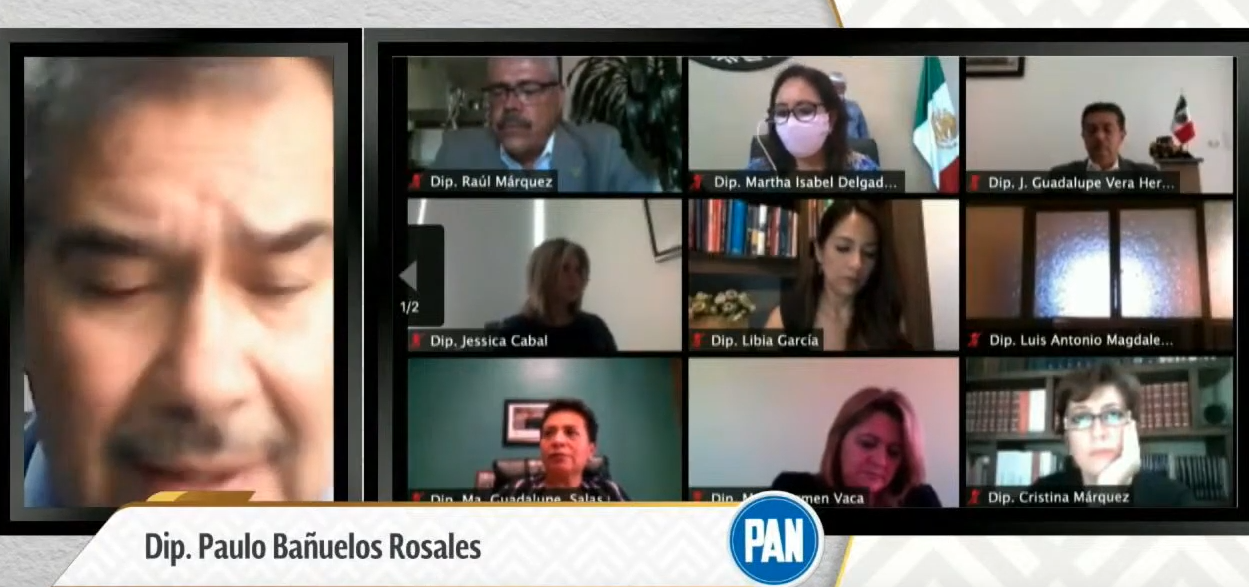 Dip. Raúl Márquez
Dip. Martha Isabel Delgad...
Dip. J. Guadalupe Vera Her...
1/2
Dip. Jessica Cabal
Dip. Libia García
Dip. Luis Antonio Magdale...
Dip. Ma. Guadalupe. Salas
Dip. Vaca
Dip. Cristina Márquez
Dip. Paulo Bañuelos Rosales
PAN